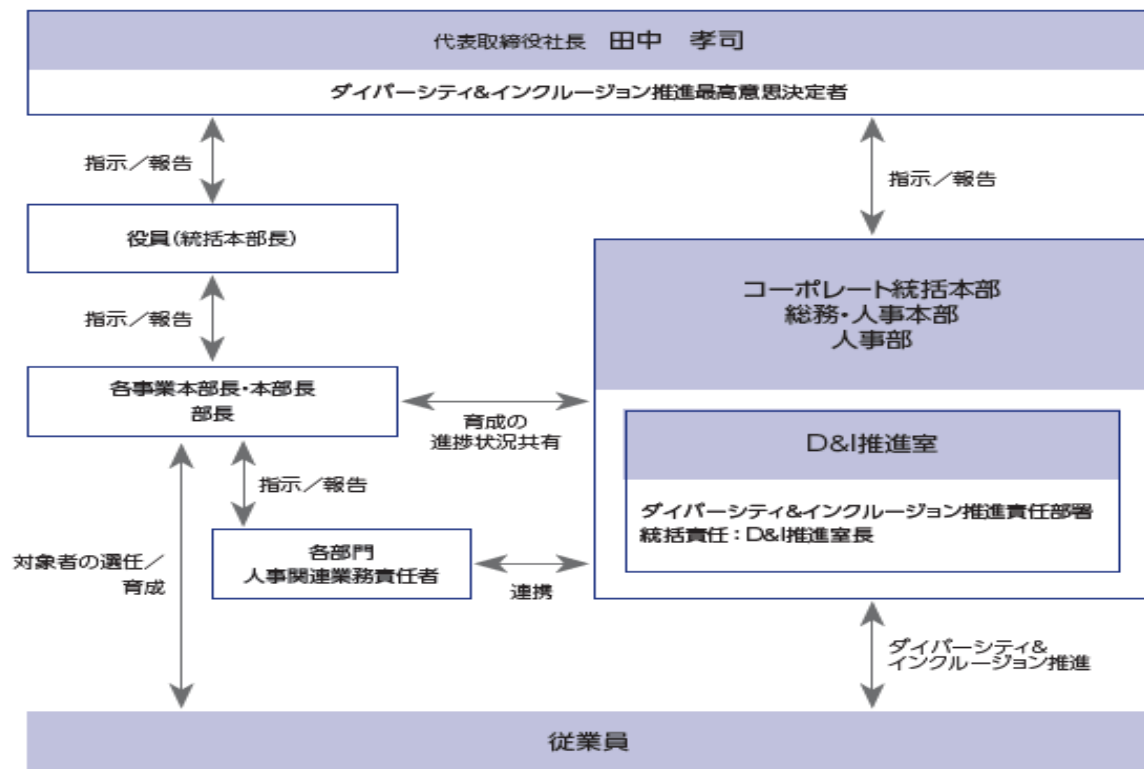 代表取締役社長 田中 孝司
ダイバーシティ&インクルージョン推進最高意思決定者
指示／報告
指示／報告
役員(統括本部長)
指示／報告
コーポレート統括本部
総務・人事本部
人事部
各事業本部長・本部長
部長
育成の
進捗状況共有
D&I推進室
ダイバーシティ&インクルージョン推進責任部署
統括責任：D&I推進室長
指示／報告
対象者の選任／
育成
各部門
人事関連業務責任者
連携
ダイバーシティ&
インクルージョン推進
従業員